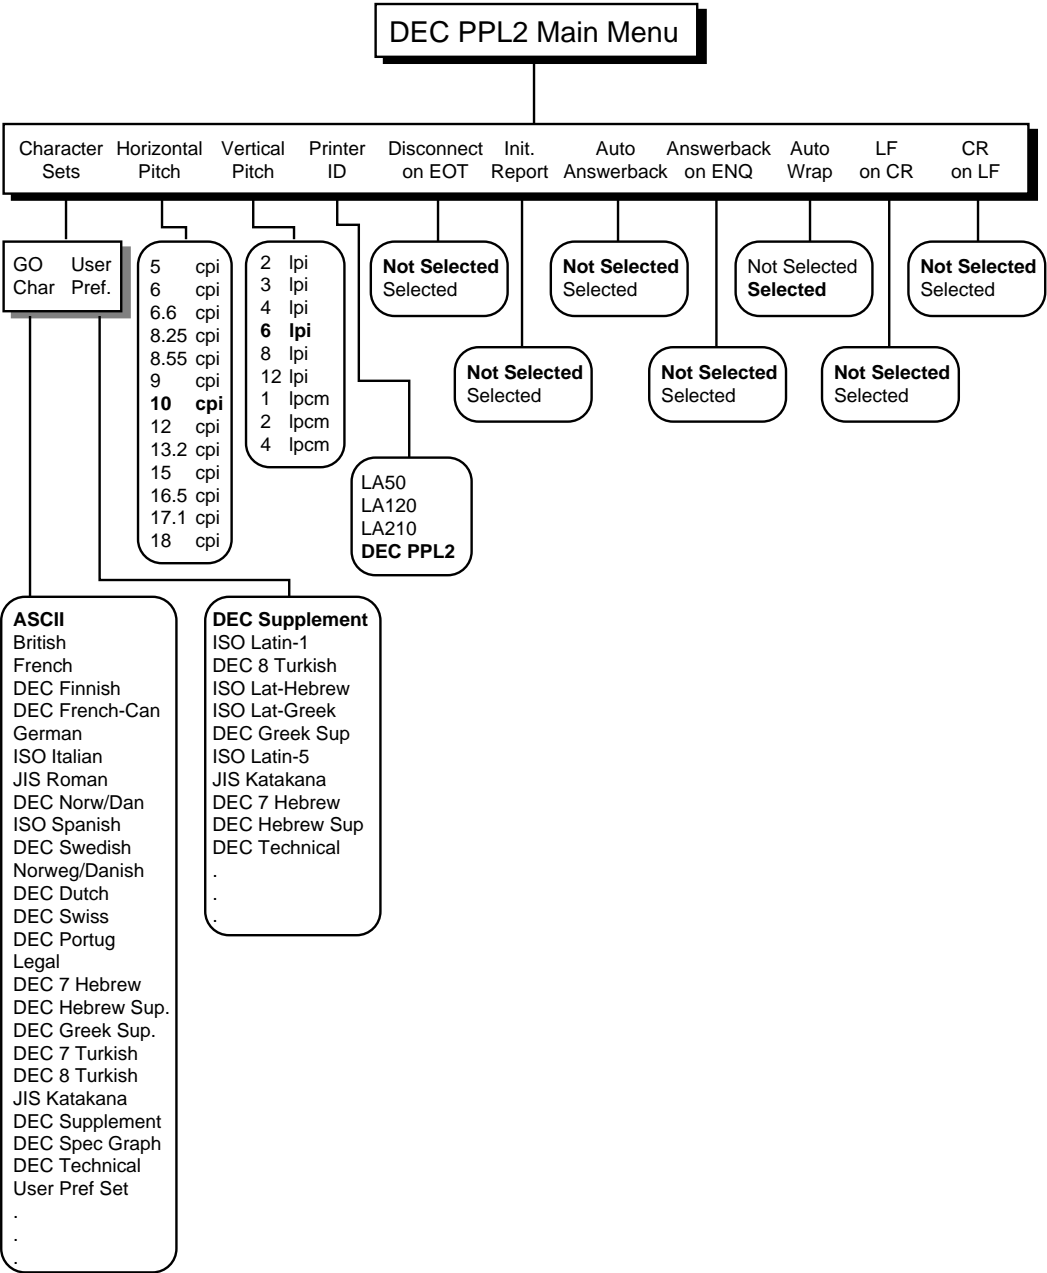 DEC PPL2 Main Menu
Character Sets
Horizontal Pitch
Vertical Pitch
Printer ID
Disconnect on EOT
Init. Report
Auto Answerback
Answerback on ENQ
Auto Wrap
LF on CR
CR on LF
GO Char
User Pref.
5 cpi
6 cpi
6.6 cpi
8.25 cpi
8.55 cpi
9 cpi
10 cpi
12 cpi
13.2 cpi
15 cpi
16.5 cpi
17.1 cpi
18 cpi
2 lpi
3 lpi
4 lpi
6 lpi
8 lpi
12 lpi
1 lpcm
2 lpcm
4 lpcm
LA50
LA120
LA210
DEC PPL2
Not Selected
Selected
Not Selected
Selected
Not Selected
Selected
Not Selected
Selected
Not Selected
Selected
Not Selected
Selected
Not Selected
Selected
ASCII
British
French
DEC Finnish
DEC French-Can
German
ISO Italian
JIS Roman
DEC Norw/Dan
ISO Spanish
DEC Swedish
Norweg/Danish
DEC Dutch
DEC Swiss
DEC Portug
Legal
DEC 7 Hebrew
DEC Hebrew Sup.
DEC Greek Sup.
DEC 7 Turkish
DEC 8 Turkish
JIS Katakana
DEC Supplement
DEC Spec Graph
DEC Technical
User Pref Set
.
.
.
DEC Supplement
ISO Latin-1
DEC 8 Turkish
ISO Lat-Hebrew
ISO Lat-Greek
DEC Greek Sup
ISO Latin-5
JIS Katakana
DEC 7 Hebrew
DEC Hebrew Sup
DEC Technical
.
.
.